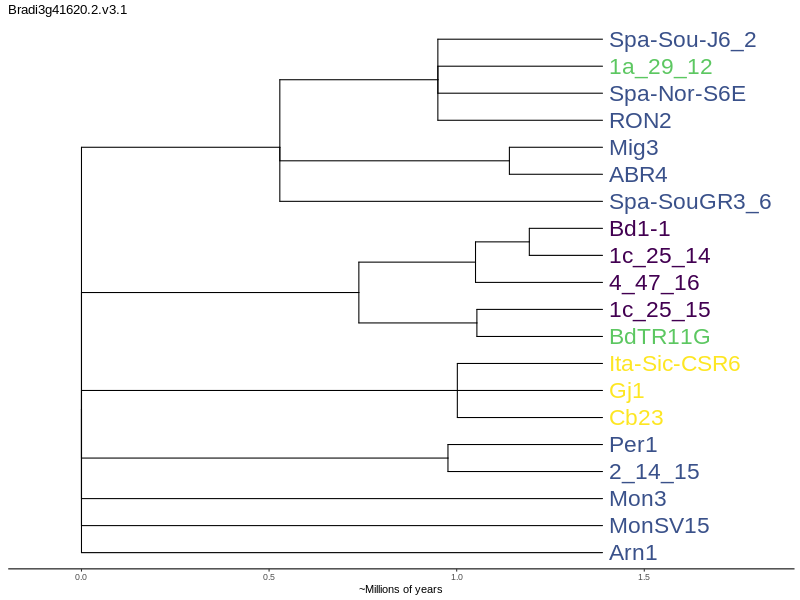 Bradi3g41620.2.v3.1
Spa-Sou-J6_2
1a_29_12
Spa-Nor-S6E
RON2
Mig3
ABR4
Spa-SouGR3_6
Bd1-1
1c_25_14
4_47_16
1c_25_15
BdTR11G
Ita-Sic-CSR6
Gj1
Cb23
Per1
2_14_15
Mon3
MonSV15
Arn1
0.0 0.5 1.0 1.5
~Millions of years